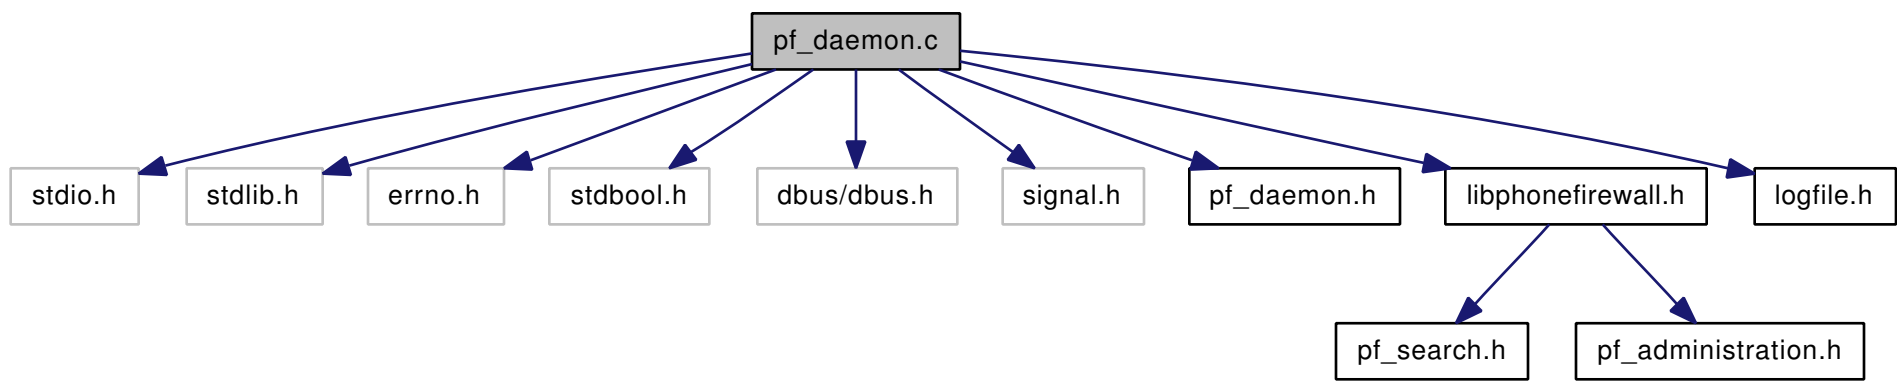 pf_daemon.c
stdio.h
stdlib.h
errno.h
stdbool.h
dbus/dbus.h
signal.h
pf_daemon.h
libphonefirewall.h
logfile.h
pf_search.h
pf_administration.h